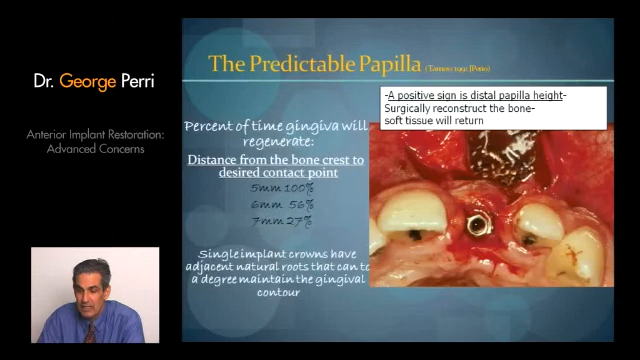 Dr. George Perri
Anterior Implant Restoration:
Advanced Concerns
The Predictable Papilla (Tarnow 1992 JPerio)
-A positive sign is distal papilla height-
Surgically reconstruct the bone-
soft tissue will return
Percent of time gingiva will
regenerate:
Distance from the bone crest to
desired contact point
5mm 100%
6mm 56%
7mm 27%
Single implant crowns have
adjacent natural roots that can to
a degree maintain the gingival
contour